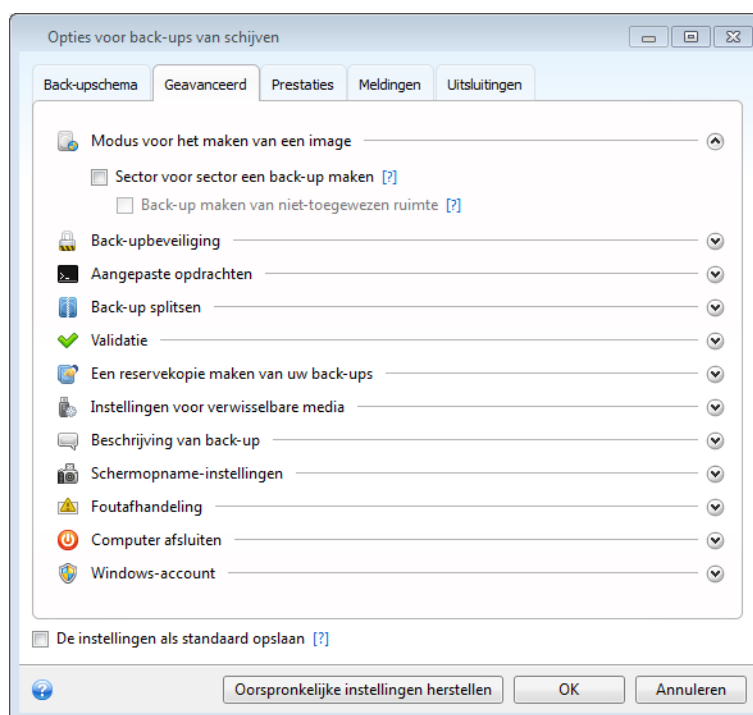 Opties voor back-ups van schijven
Back-upschema Geavanceerd Prestaties Meldingen Uitsluitingen
Modus voor het maken van een image
Sector voor sector een back-up maken [?]
Back-up maken van niet-toegewezen ruimte [?]
Back-upbeveiliging
Aangepaste opdrachten
Back-up splitsen
Validatie
Een reservekopie maken van uw back-ups
Instellingen voor verwisselbare media
Beschrijving van back-up
Schermopname-instellingen
Foutafhandeling
Computer afsluiten
Windows-account
De instellingen als standaard opslaan [?]
Oorspronkelijke instellingen herstellen OK Annuleren